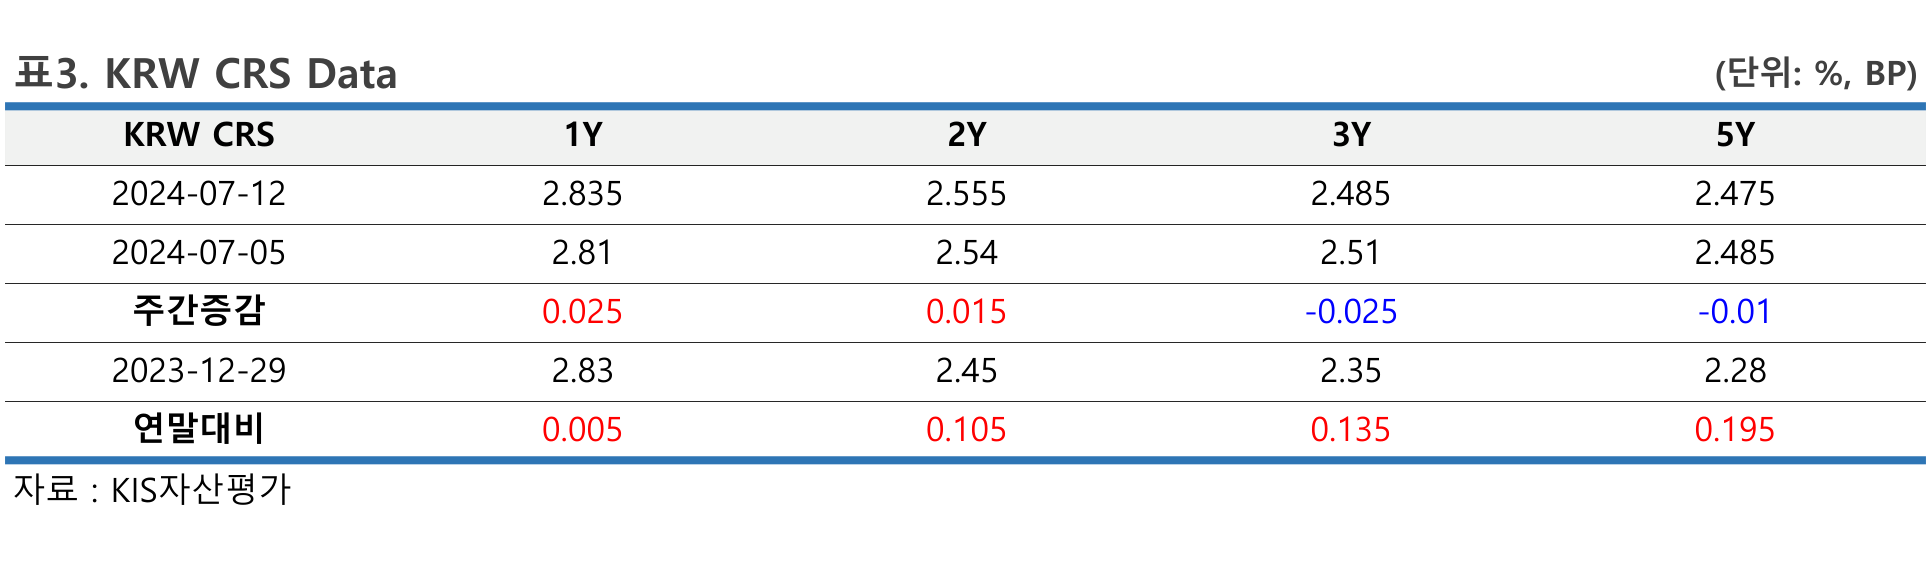 표3. KRW CRS Data (단위: %, BP)
KRW CRS 1Y 2Y 3Y 5Y
2024-07-12 2.835 2.555 2.485 2.475
2024-07-05 2.81 2.54 2.51 2.485
주간증감 0.025 0.015 -0.025 -0.01
2023-12-29 2.83 2.45 2.35 2.28
연말대비 0.005 0.105 0.135 0.195
자료 : KIS자산평가